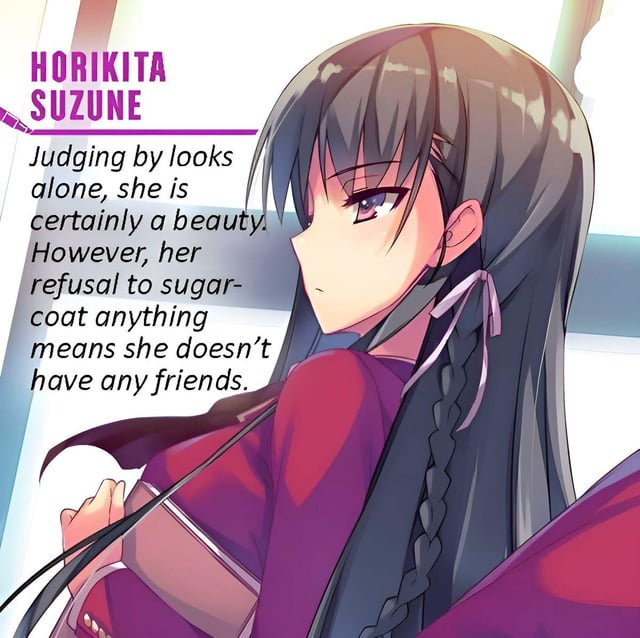 HORIKITA
SUZUNE
Judging by looks
alone, she is
certainly a beauty.
However, her
refusal to sugar-
coat anything
means she doesn't
have any friends.